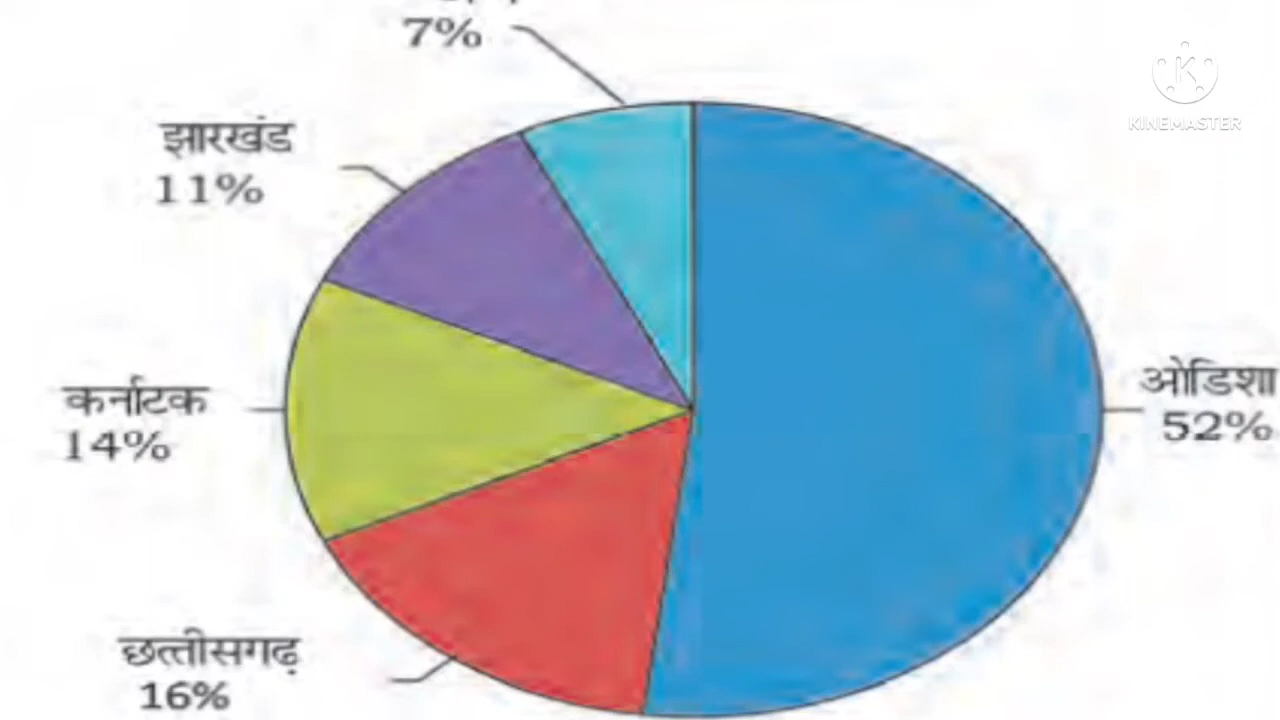 7%
झारखंड
11%
कर्नाटक
14%
छत्तीसगढ़
16%
ओडिशा
52%
K
KINEMASTER